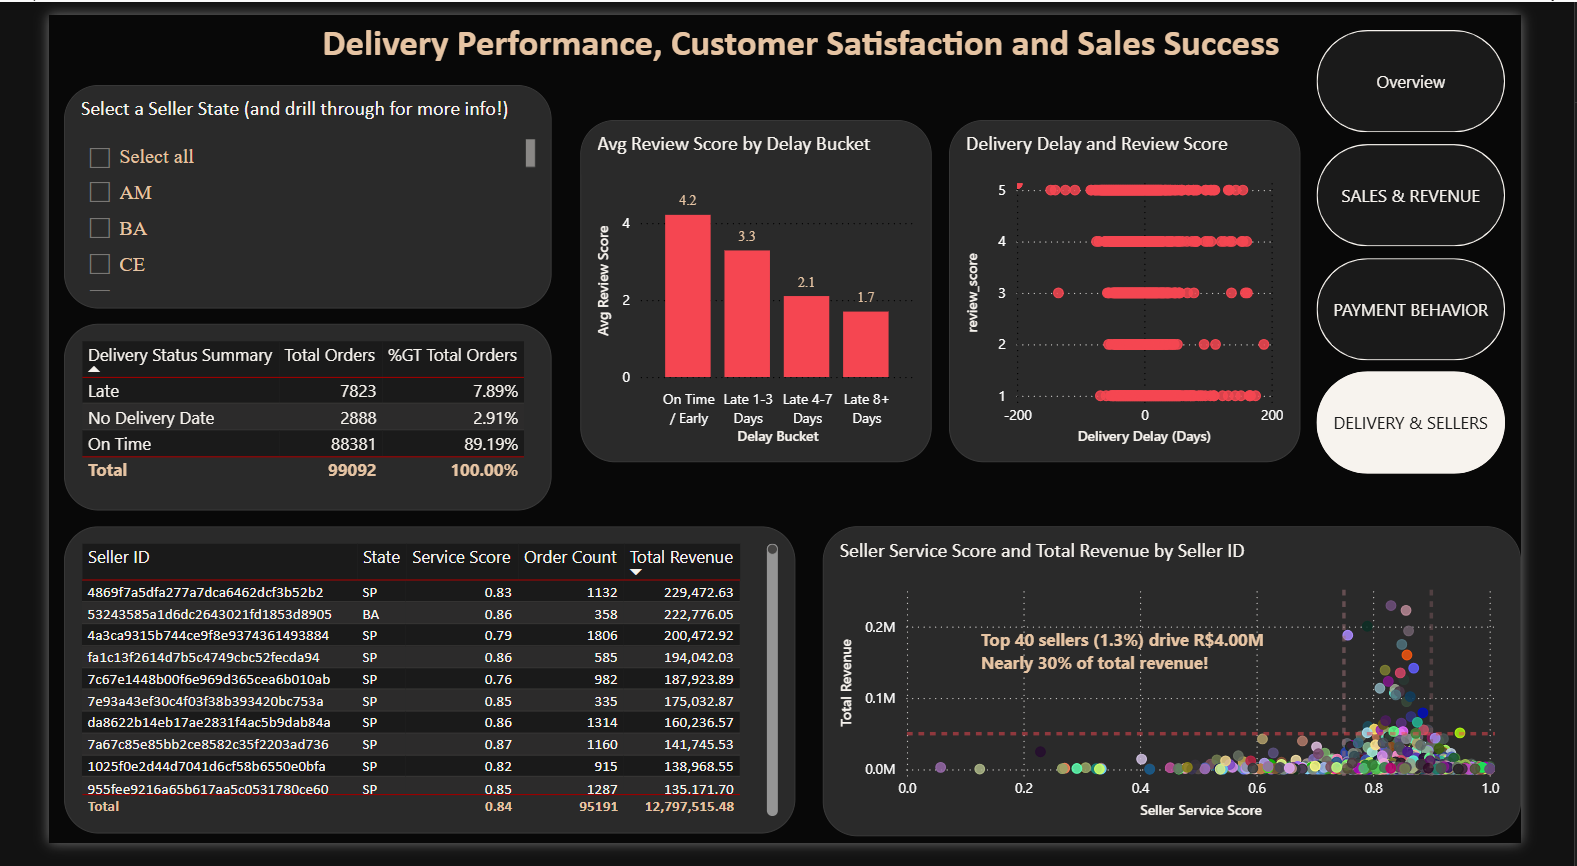 Delivery Performance, Customer Satisfaction and Sales Success
Select a Seller State (and drill through for more info!)
Select all
AM
BA
CE
Delivery Status Summary Total Orders %GT Total Orders
Late 7823 7.89%
No Delivery Date 2888 2.91%
On Time 88381 89.19%
Total 99092 100.00%
Avg Review Score by Delay Bucket
Avg Review Score
4
2
0
4.2
3.3
2.1
1.7
On Time / Early
Late 1-3 Days
Late 4-7 Days
Late 8+ Days
Delay Bucket
Delivery Delay and Review Score
review_score
5
4
3
2
1
-200 0 200
Delivery Delay (Days)
Overview
SALES & REVENUE
PAYMENT BEHAVIOR
DELIVERY & SELLERS
Seller ID State Service Score Order Count Total Revenue
4869f7a5dfa277a7dca6462dcf3b52b2 SP 0.83 1132 229,472.63
53243585a1d6dc2643021fd1853d8905 BA 0.86 358 222,776.05
4a3ca9315b744ce9f8e9374361493884 SP 0.79 1806 200,472.92
fa1c13f2614d7b5c4749cbc52fecda94 SP 0.86 585 194,042.03
7c67e1448b00f6e969d365cea6b010ab SP 0.76 982 187,923.89
7e93a43ef30c4f03f38b393420bc753a SP 0.85 335 175,032.87
da8622b14eb17ae2831f4ac5b9dab84a SP 0.86 1314 160,236.57
7a67c85e85bb2ce8582c35f2203ad736 SP 0.87 1160 141,745.53
1025f0e2d44d7041d6cf58b6550e0bfa SP 0.82 915 138,968.55
955fee9216a65b617aa5c0531780ce60 SP 0.85 1287 135,171.70
Total 0.84 95191 12,797,515.48
Seller Service Score and Total Revenue by Seller ID
Total Revenue
0.2M
0.1M
0.0M
Top 40 sellers (1.3%) drive R$4.00M
Nearly 30% of total revenue!
0.0 0.2 0.4 0.6 0.8 1.0
Seller Service Score